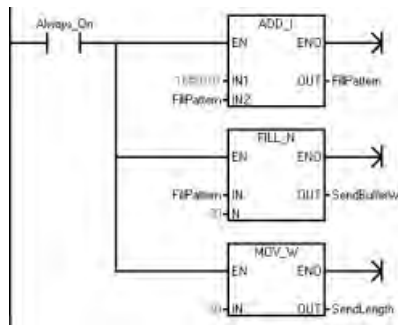 Always_On
ADD_I
EN ENO
IN1 OUT FillPattern
FillPattern IN2
FILL_N
EN ENO
FillPattern IN OUT SendBufferW
N
MOV_W
EN ENO
IN OUT SendLength